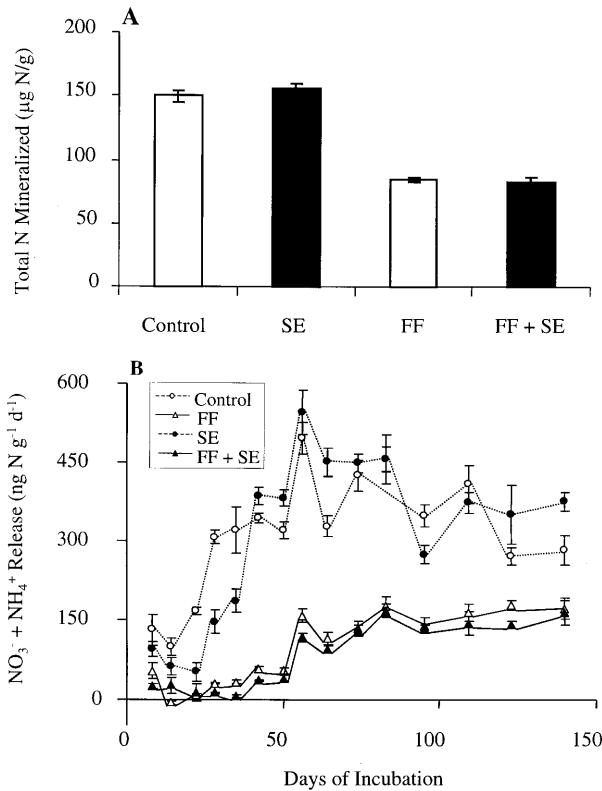 A
Total N Mineralized (µg N/g)
200
150
100
50
0
Control SE FF FF + SE
B
NO₃⁻ + NH₄⁺ Release (ng N g⁻¹ d⁻¹)
600
450
300
150
0
Control
FF
SE
FF + SE
0 50 100 150
Days of Incubation